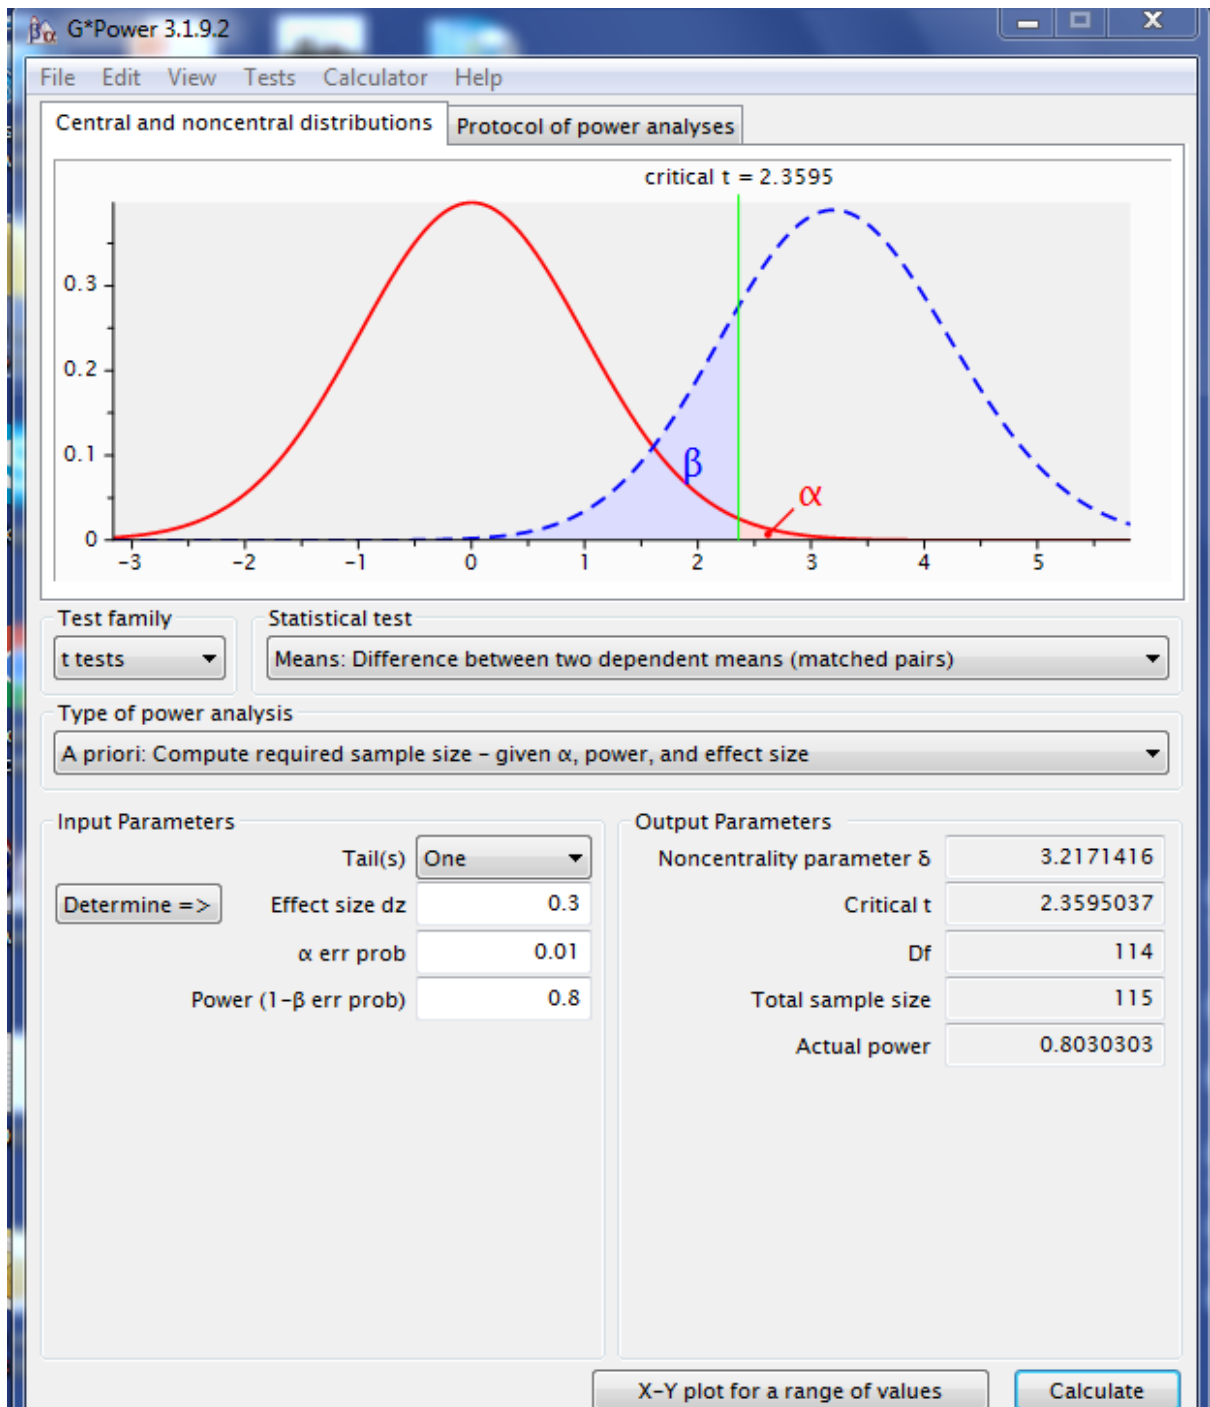 G*Power 3.1.9.2
File Edit View Tests Calculator Help
Central and noncentral distributions Protocol of power analyses
critical t = 2.3595
0.3
0.2
0.1
0
β
α
-3 -2 -1 0 1 2 3 4 5
Test family Statistical test
t tests Means: Difference between two dependent means (matched pairs)
Type of power analysis
A priori: Compute required sample size – given α, power, and effect size
Input Parameters
Tail(s) One
Determine => Effect size dz 0.3
α err prob 0.01
Power (1-β err prob) 0.8
Output Parameters
Noncentrality parameter δ 3.2171416
Critical t 2.3595037
Df 114
Total sample size 115
Actual power 0.8030303
X-Y plot for a range of values Calculate